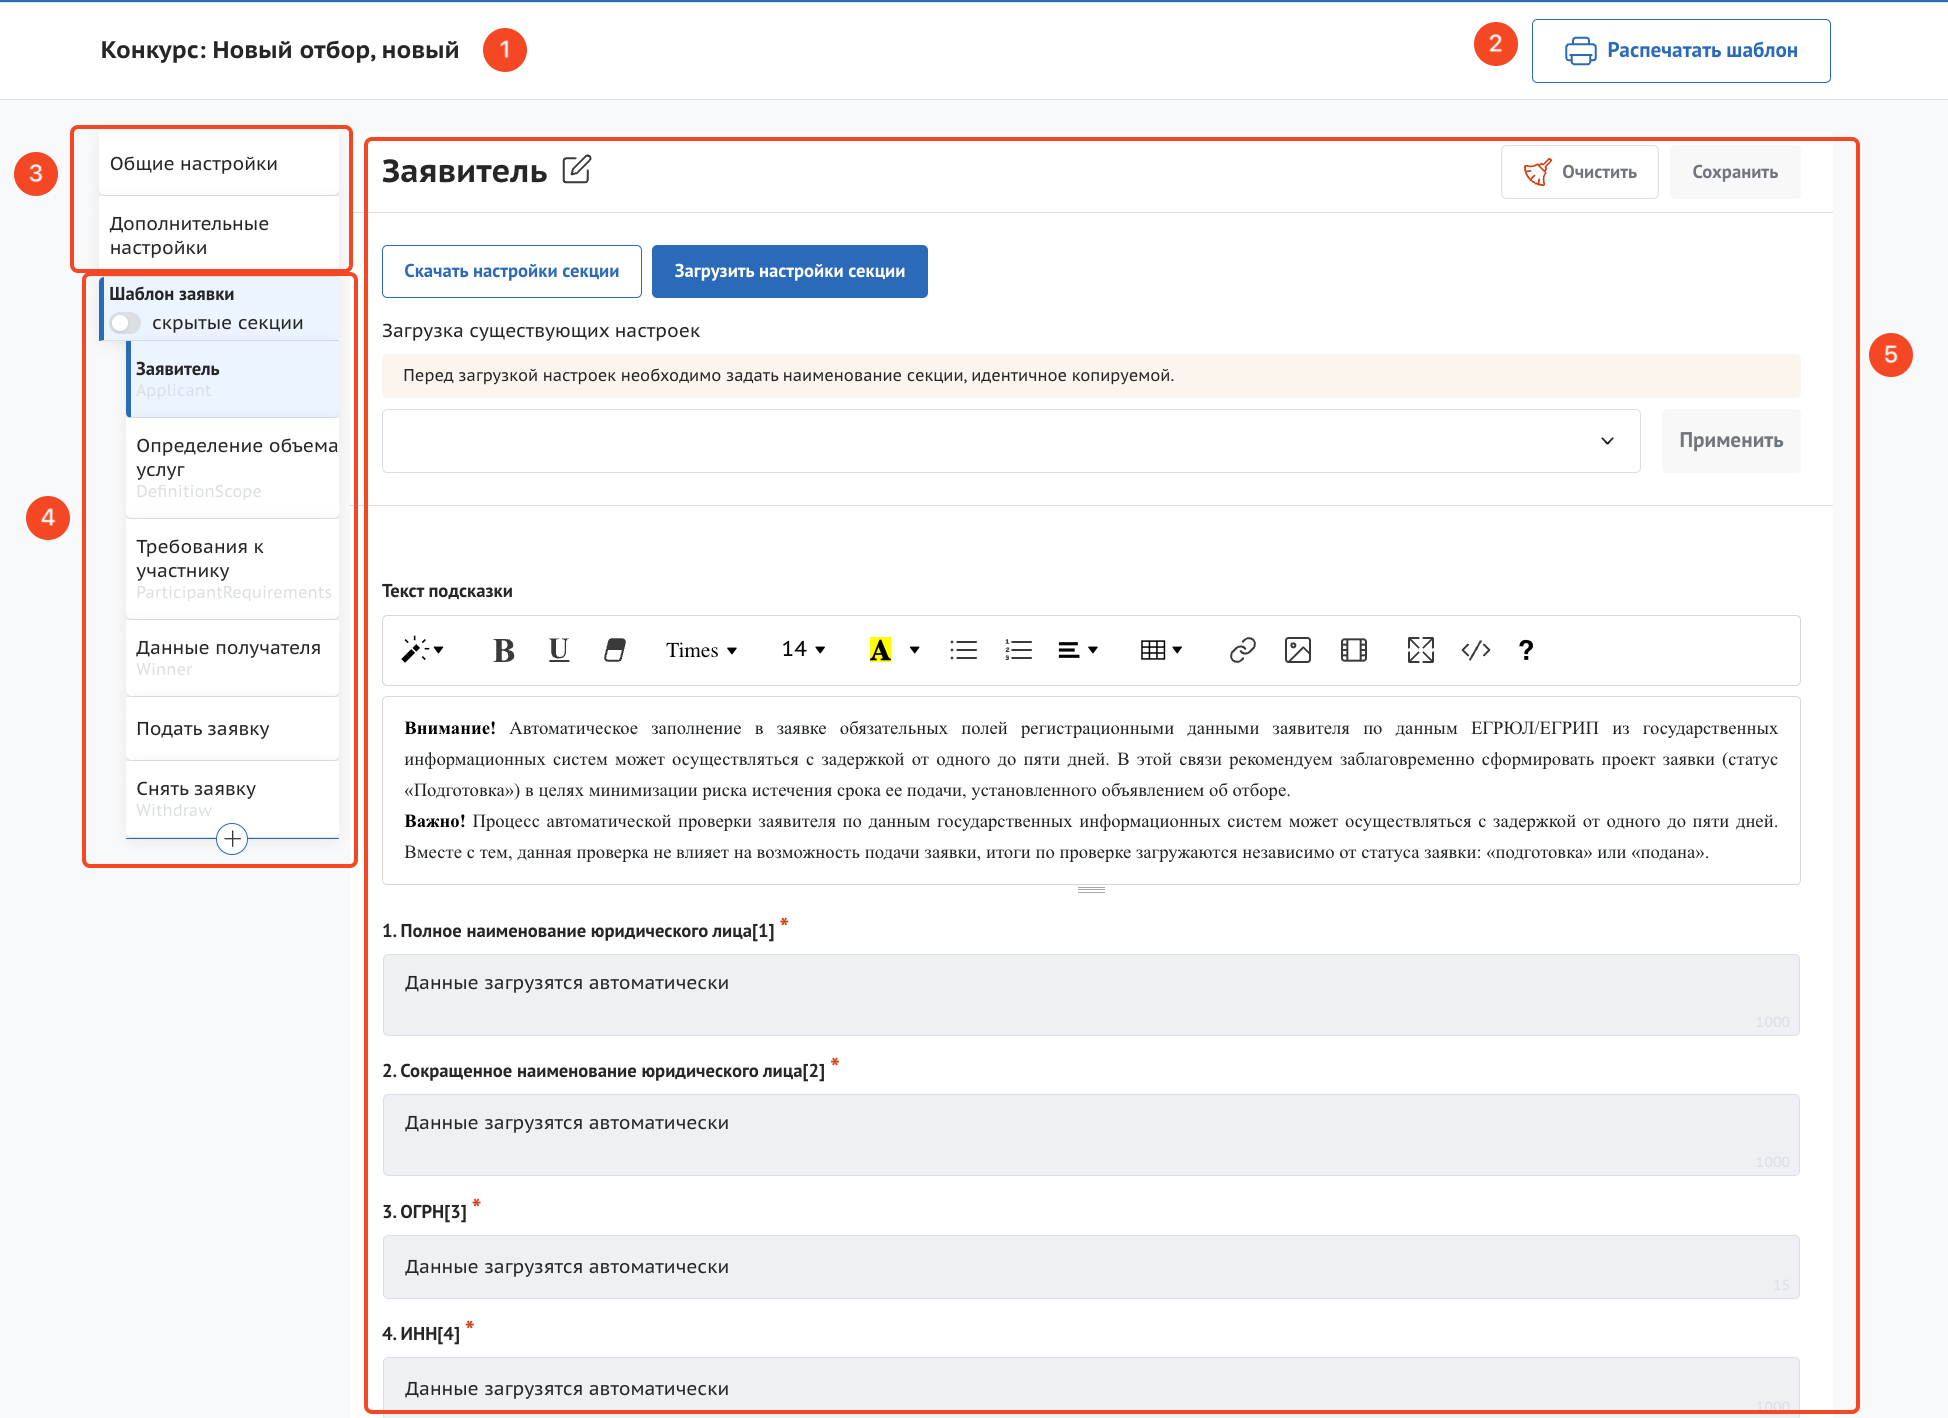 Конкурс: Новый отбор, новый
1
2
Распечатать шаблон
3
Общие настройки
Дополнительные
настройки
4
Шаблон заявки
скрытые секции
Заявитель
Applicant
Определение объема
услуг
DefinitionScope
Требования к
участнику
ParticipantRequirements
Данные получателя
Winner
Подать заявку
Снять заявку
Withdraw
5
Заявитель
Очистить
Сохранить
Скачать настройки секции
Загрузить настройки секции
Загрузка существующих настроек
Перед загрузкой настроек необходимо задать наименование секции, идентичное копируемой.
Применить
Текст подсказки
B U Times 14 A ?
Внимание! Автоматическое заполнение в заявке обязательных полей регистрационными данными заявителя по данным ЕГРЮЛ/ЕГРИП из государственных
информационных систем может осуществляться с задержкой от одного до пяти дней. В этой связи рекомендуем заблаговременно сформировать проект заявки (статус
«Подготовка») в целях минимизации риска истечения срока ее подачи, установленного объявлением об отборе.
Важно! Процесс автоматической проверки заявителя по данным государственных информационных систем может осуществляться с задержкой от одного до пяти дней.
Вместе с тем, данная проверка не влияет на возможность подачи заявки, итоги по проверке загружаются независимо от статуса заявки: «подготовка» или «подана».
1. Полное наименование юридического лица[1] *
Данные загрузятся автоматически
1000
2. Сокращенное наименование юридического лица[2] *
Данные загрузятся автоматически
1000
3. ОГРН[3] *
Данные загрузятся автоматически
15
4. ИНН[4] *
Данные загрузятся автоматически
1000